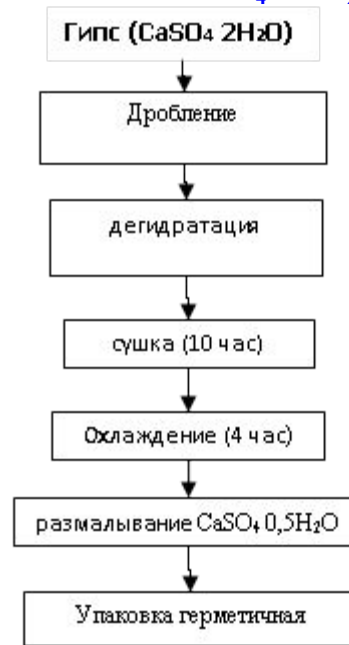 Гипс (CaSO₄ 2H₂O)
Дробление
дегидратация
сушка (10 час)
Охлаждение (4 час)
размалывание CaSO₄ 0,5H₂O
Упаковка герметичная